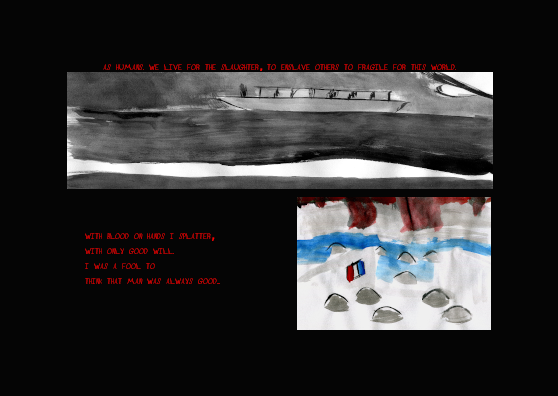 AS HUMANS WE LIVE FOR THE SLAUGHTER, TO ENSLAVE OTHERS TO FRAGILE FOR THIS WORLD.
WITH BLOOD ON HANDS I SPLATTER,
WITH ONLY GOOD WILL.
I WAS A FOOL TO
THINK THAT MAN WAS ALWAYS GOOD.